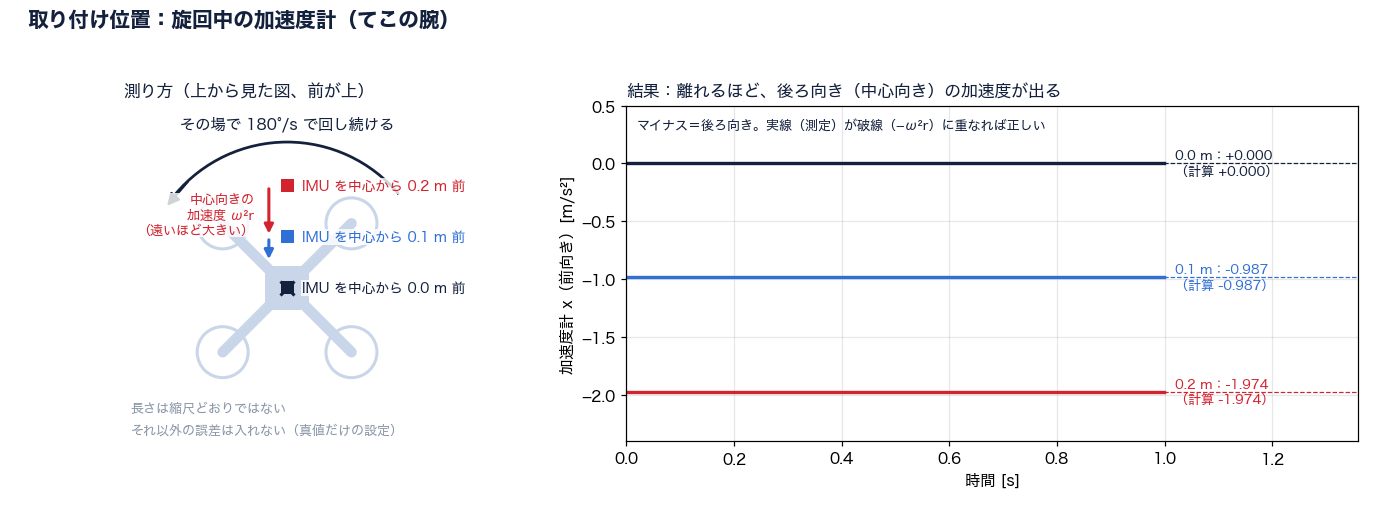 取り付け位置：旋回中の加速度計（てこの腕）
測り方（上から見た図、前が上）
その場で 180°/s で回し続ける
IMU を中心から 0.2 m 前
中心向きの
加速度 ω²r
（遠いほど大きい）
IMU を中心から 0.1 m 前
IMU を中心から 0.0 m 前
長さは縮尺どおりではない
それ以外の誤差は入れない（真値だけの設定）
結果：離れるほど、後ろ向き（中心向き）の加速度が出る
マイナス＝後ろ向き。実線（測定）が破線（−ω²r）に重なれば正しい
加速度計 x（前向き）[m/s²]
0.5
0.0
−0.5
−1.0
−1.5
−2.0
0.0 m：+0.000
（計算 +0.000）
0.1 m：-0.987
（計算 -0.987）
0.2 m：-1.974
（計算 -1.974）
0.0 0.2 0.4 0.6 0.8 1.0 1.2
時間 [s]